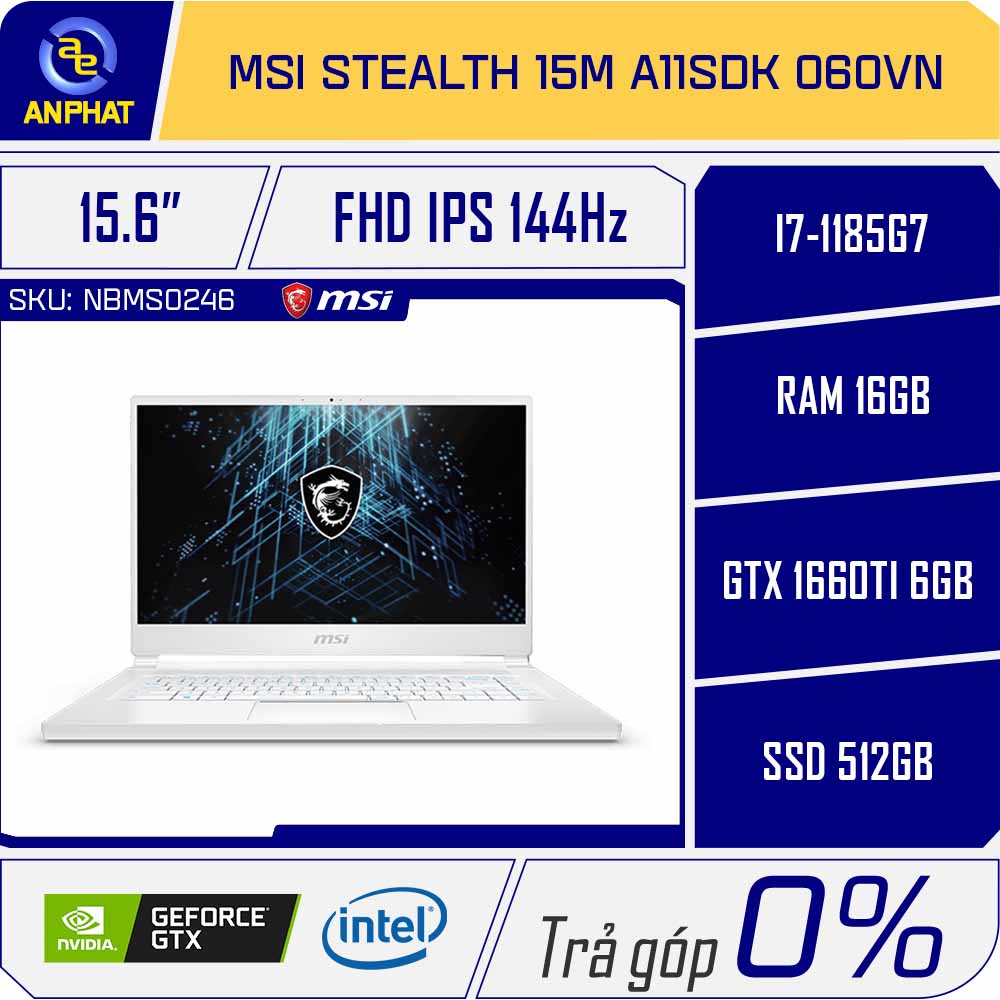 ANPHAT
MSI STEALTH 15M A11SDK 060VN
15.6"
FHD IPS 144Hz
I7-1185G7
SKU: NBMS0246
msi
RAM 16GB
msi
GTX 1660TI 6GB
SSD 512GB
NVIDIA.
GEFORCE
GTX
intel
Trả góp 0%